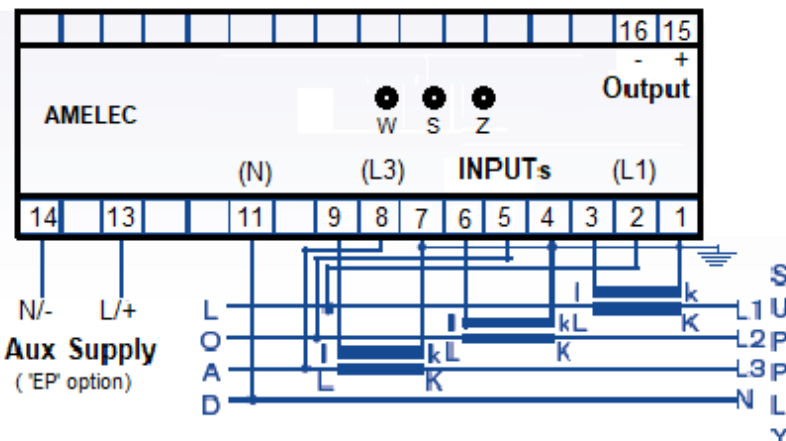 16 15
- +
Output
AMELEC
W S Z
(N) (L3) INPUTs (L1)
14 13 11 9 8 7 6 5 4 3 2 1
N/- L/+
Aux Supply
( 'EP' option)
L O A D
l k
L K
l k
L K
l k
L K
L1
L2
L3
N
S U P P L Y